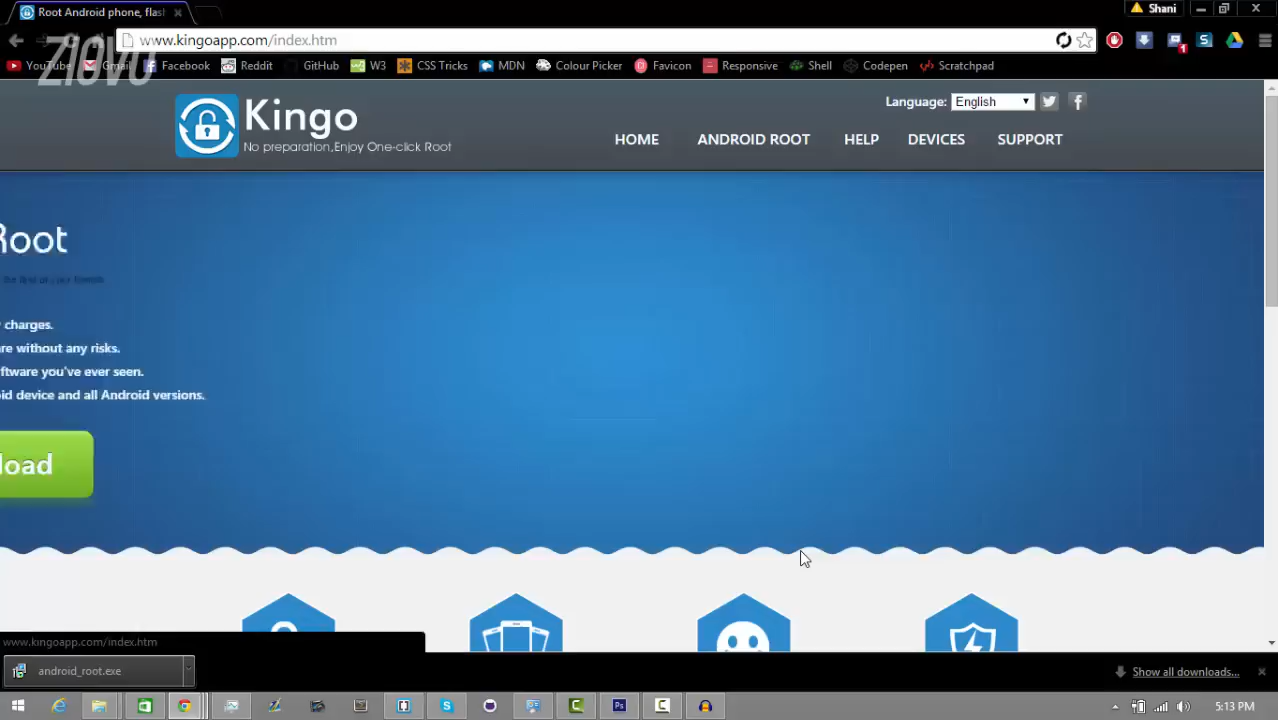 Root Android phone, flas
Shani
www.kingoapp.com/index.htm
ZIOVO
YouTube Gmail Facebook Reddit GitHub W3 CSS Tricks MDN Colour Picker Favicon Responsive Shell Codepen Scratchpad
1
Kingo
No preparation,Enjoy One-click Root
Language: English
HOME ANDROID ROOT HELP DEVICES SUPPORT
Root
charges.
re without any risks.
ftware you've ever seen.
id device and all Android versions.
load
www.kingoapp.com/index.htm
android_root.exe
Show all downloads...
5:13 PM